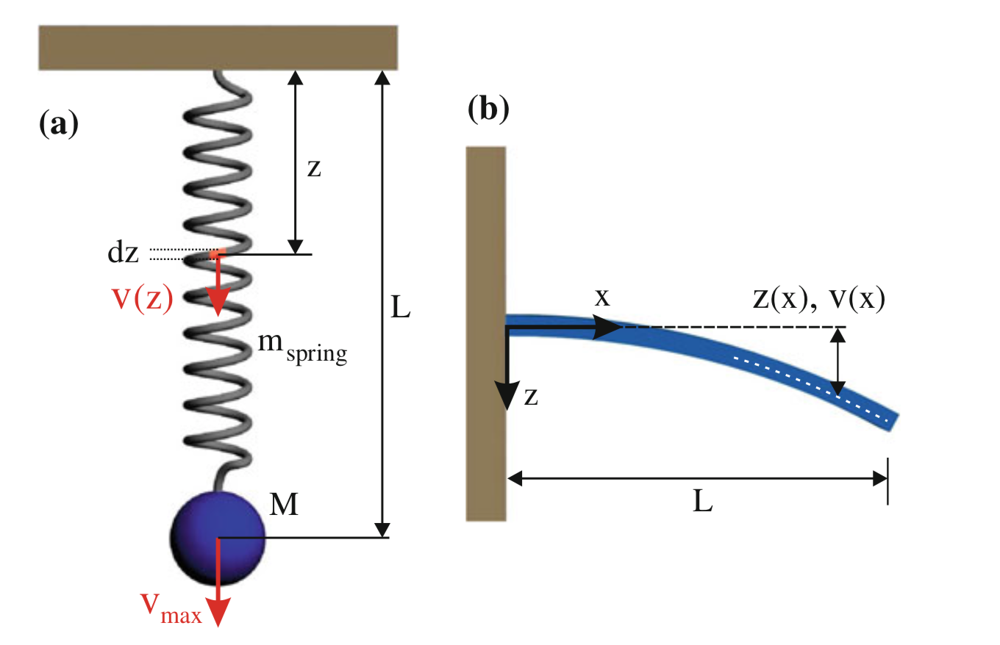 (a)
z
dz
v(z)
L
m_spring
M
v_max
(b)
x
z(x), v(x)
z
L